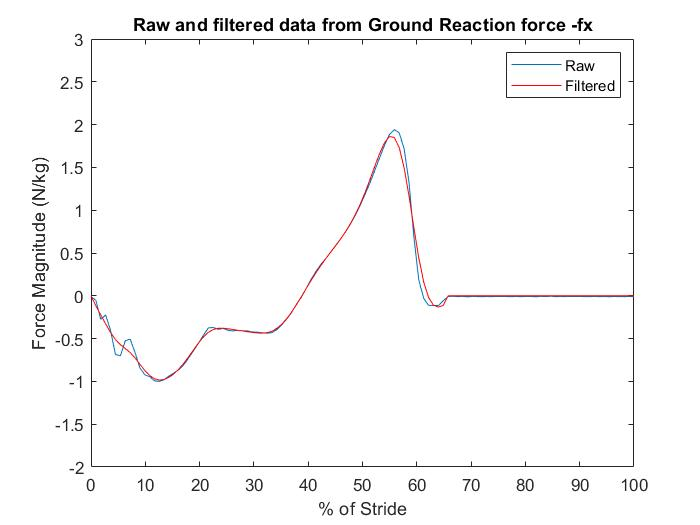 Raw and filtered data from Ground Reaction force -fx
Raw
Filtered
Force Magnitude (N/kg)
3
2.5
2
1.5
1
0.5
0
-0.5
-1
-1.5
-2
0 10 20 30 40 50 60 70 80 90 100
% of Stride